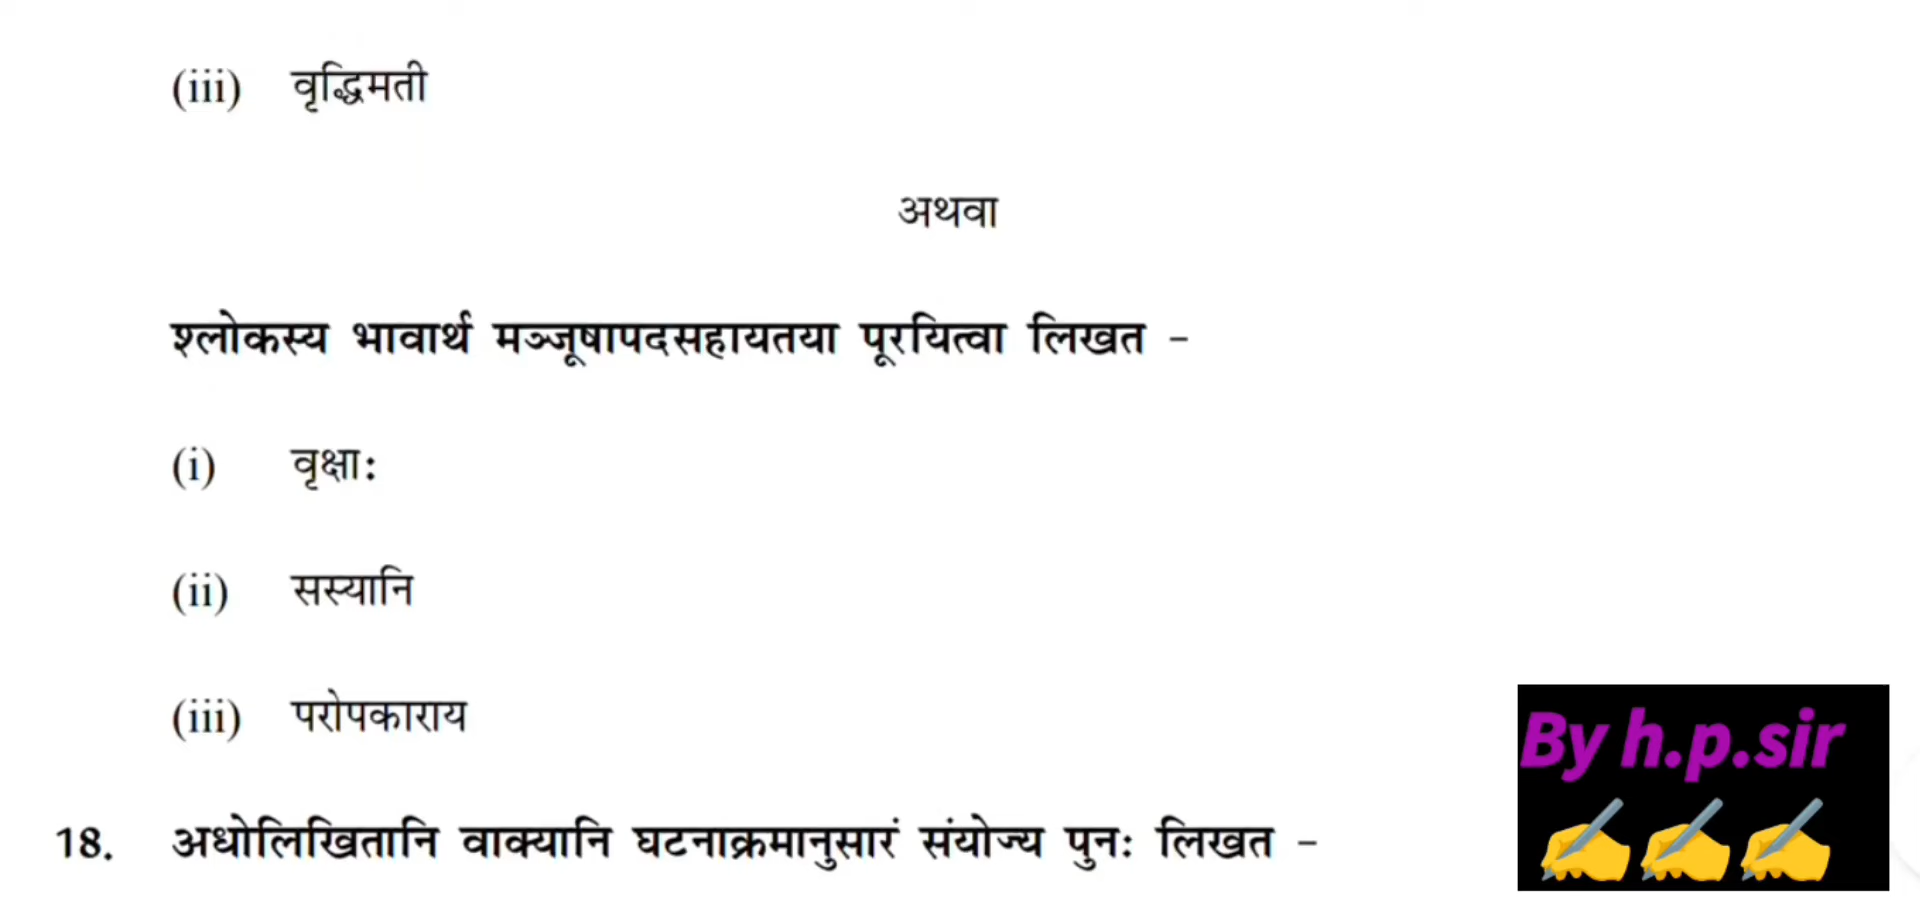 (iii) वृद्धिमती
अथवा
श्लोकस्य भावार्थ मञ्जूषापदसहायतया पूरयित्वा लिखत -
(i) वृक्षाः
(ii) सस्यानि
(iii) परोपकाराय
By h.p.sir
✍✍✍
18. अधोलिखितानि वाक्यानि घटनाक्रमानुसारं संयोज्य पुनः लिखत -